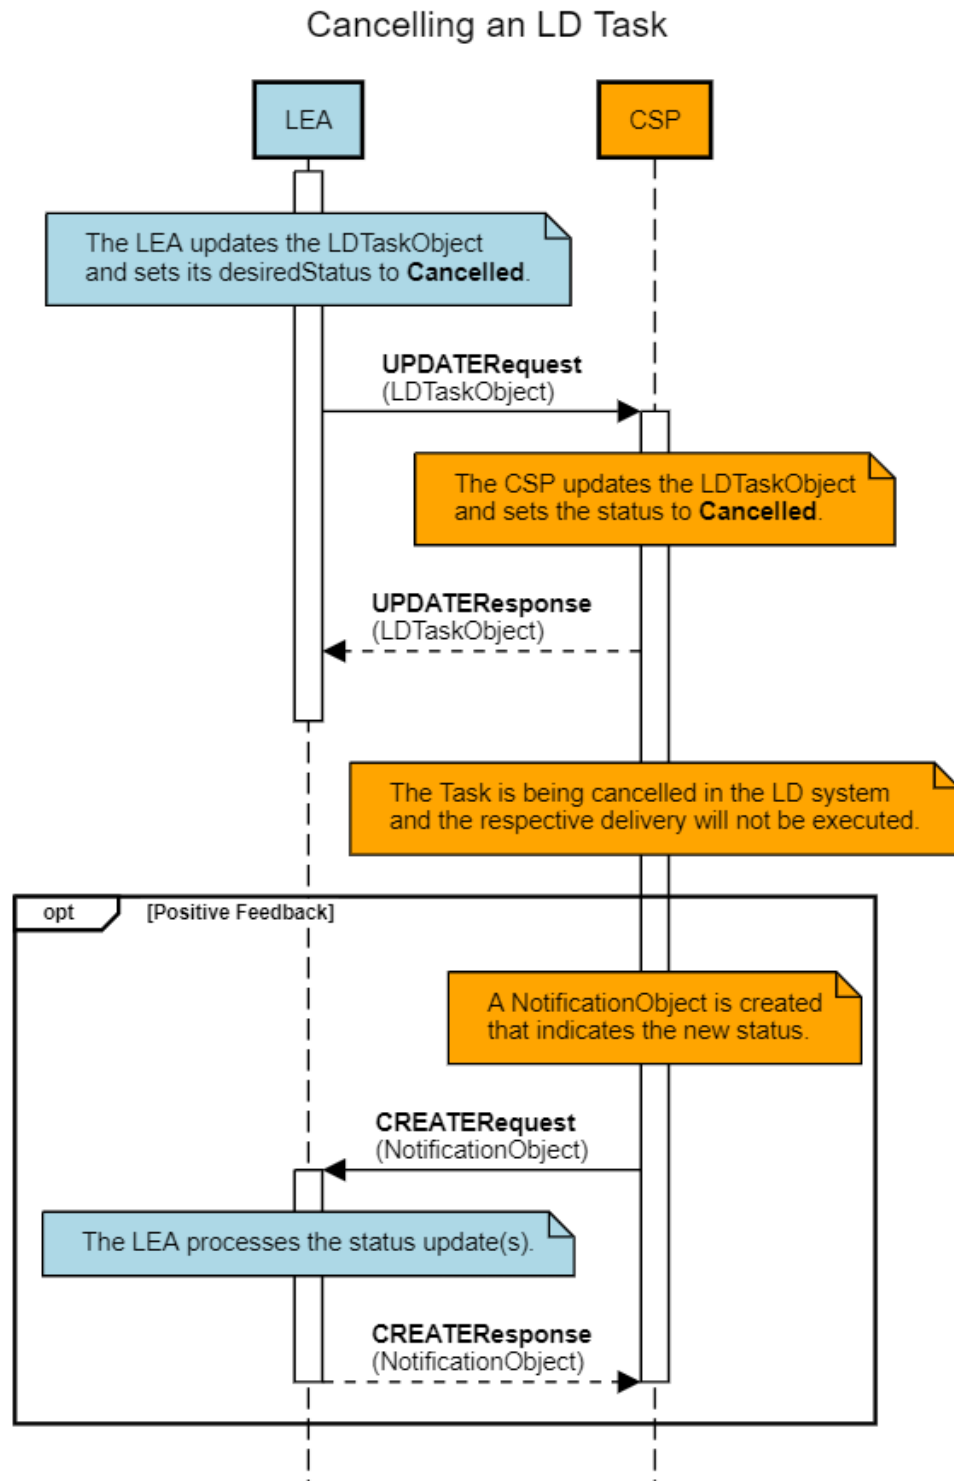 Cancelling an LD Task
LEA
CSP
The LEA updates the LDTaskObject
and sets its desiredStatus to Cancelled.
UPDATERequest
(LDTaskObject)
The CSP updates the LDTaskObject
and sets the status to Cancelled.
UPDATEResponse
(LDTaskObject)
The Task is being cancelled in the LD system
and the respective delivery will not be executed.
opt
[Positive Feedback]
A NotificationObject is created
that indicates the new status.
CREATERequest
(NotificationObject)
The LEA processes the status update(s).
CREATEResponse
(NotificationObject)